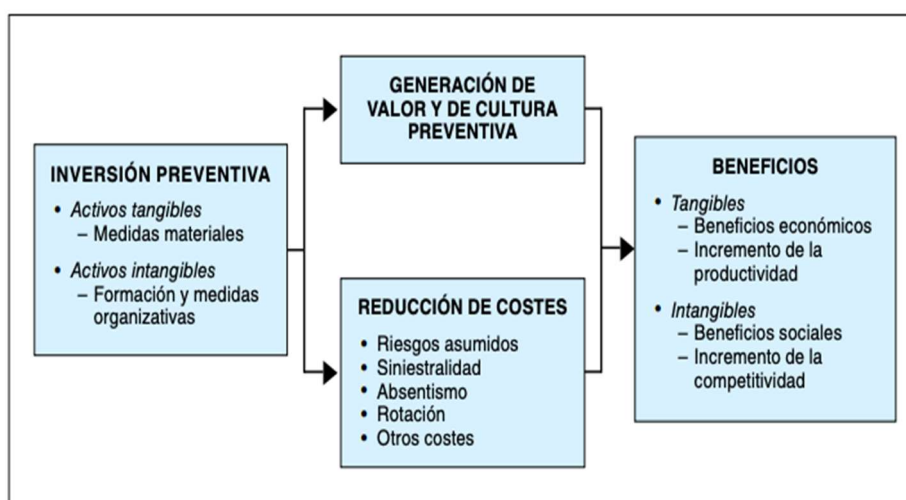 GENERACIÓN DE
VALOR Y DE CULTURA
PREVENTIVA
INVERSIÓN PREVENTIVA
• Activos tangibles
– Medidas materiales
• Activos intangibles
– Formación y medidas
organizativas
REDUCCIÓN DE COSTES
• Riesgos asumidos
• Siniestralidad
• Absentismo
• Rotación
• Otros costes
BENEFICIOS
• Tangibles
– Beneficios económicos
– Incremento de la
productividad
• Intangibles
– Beneficios sociales
– Incremento de la
competitividad